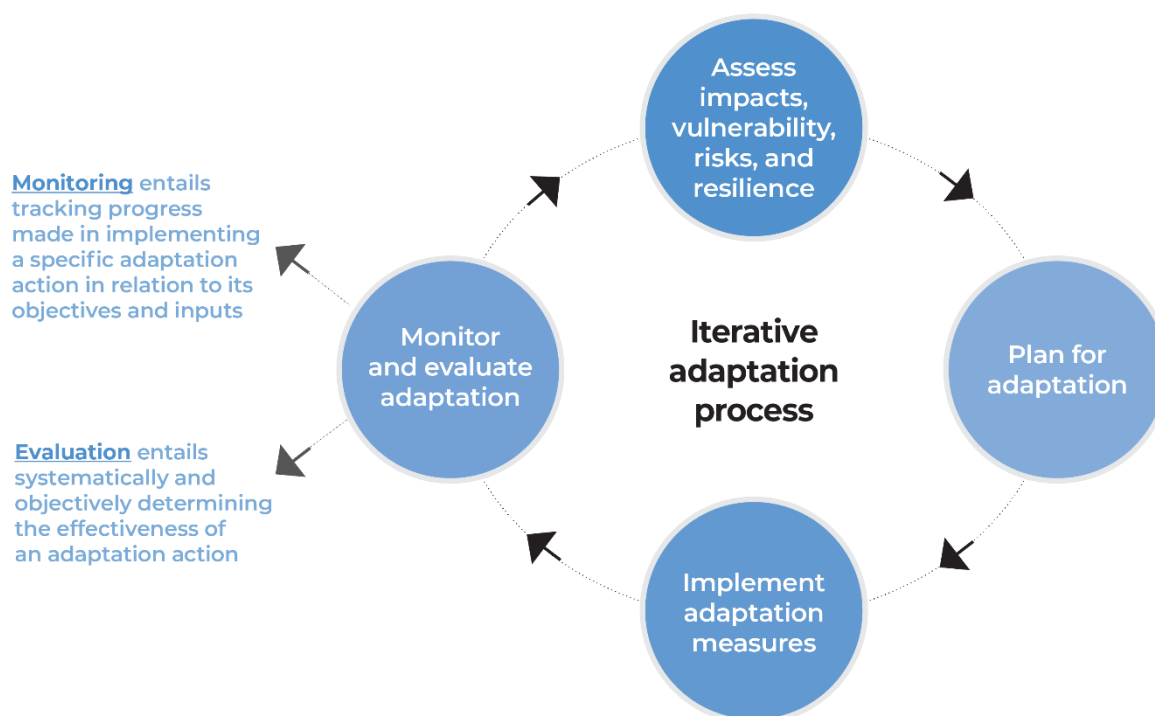 Assess
impacts,
vulnerability,
risks, and
resilience
Monitoring entails
tracking progress
made in implementing
a specific adaptation
action in relation to its
objectives and inputs
Monitor
and evaluate
adaptation
Iterative
adaptation
process
Plan for
adaptation
Evaluation entails
systematically and
objectively determining
the effectiveness of
an adaptation action
Implement
adaptation
measures